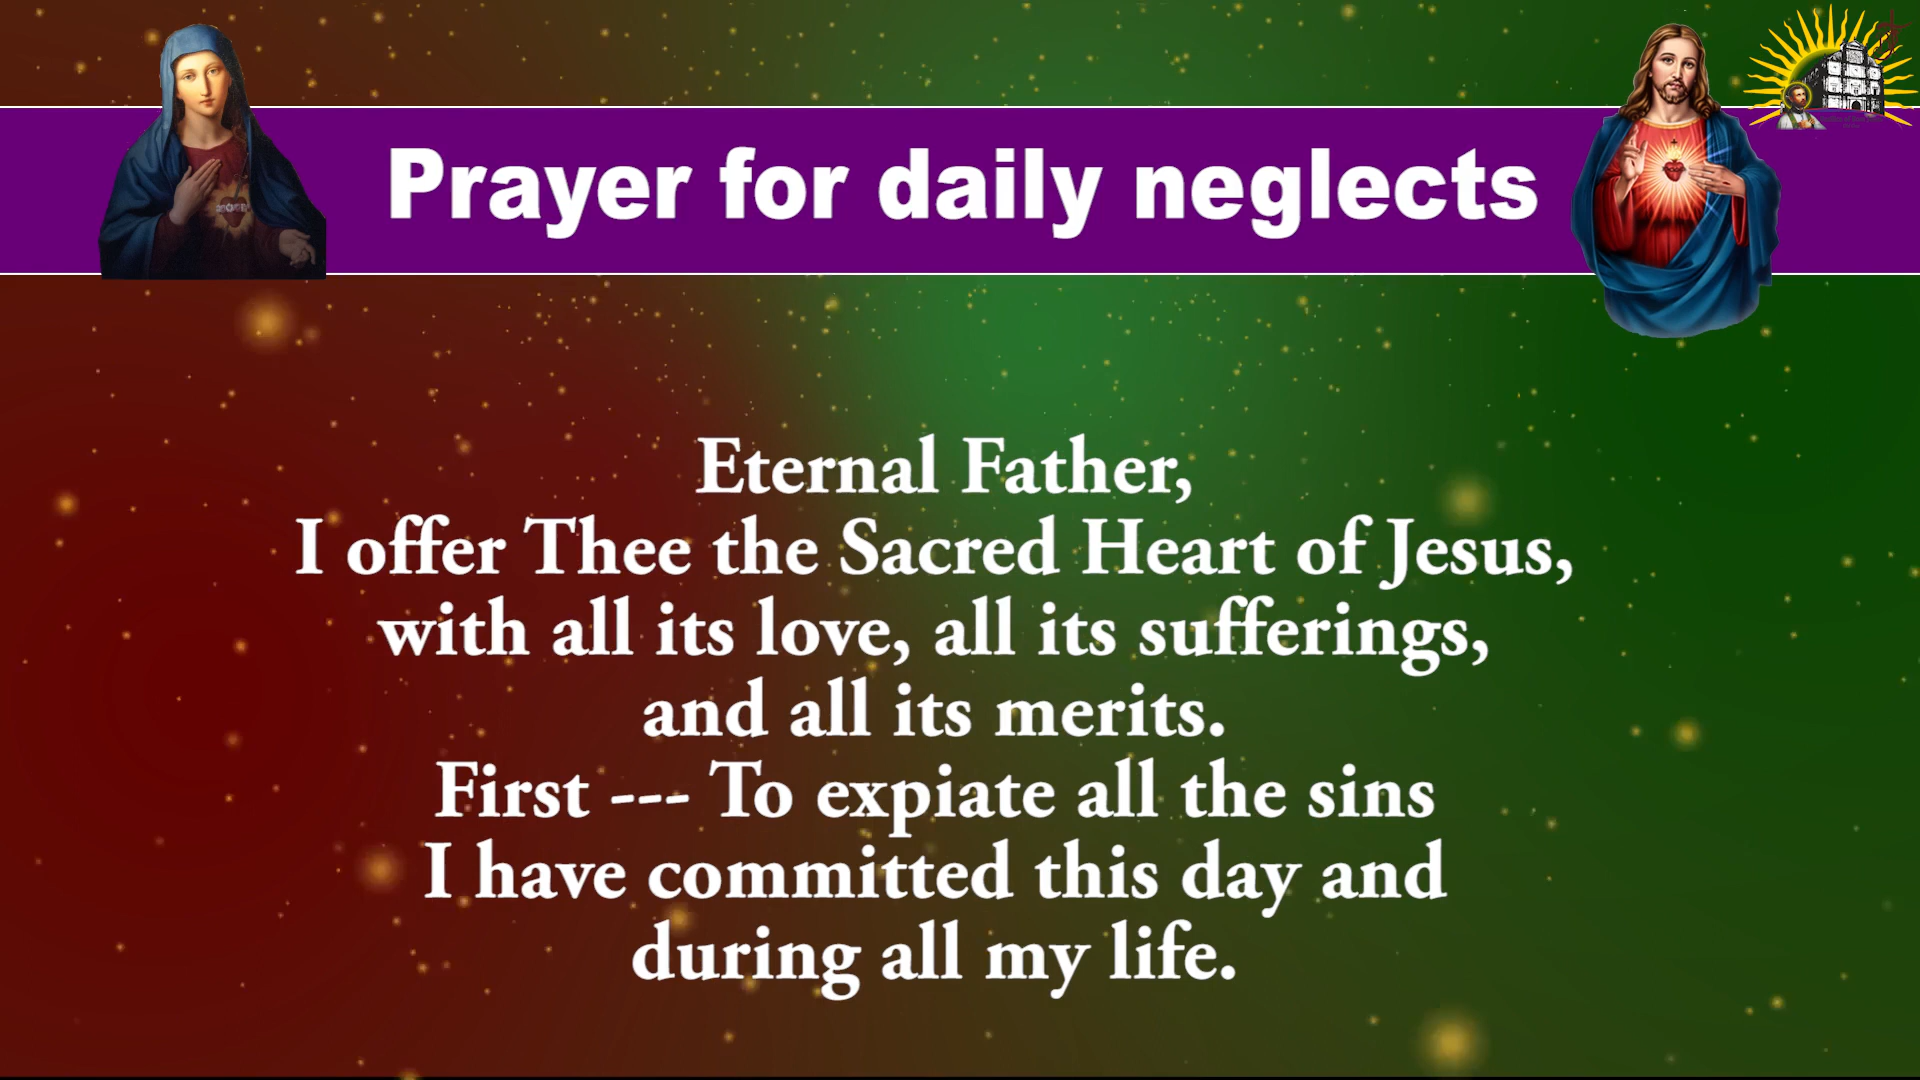 Prayer for daily neglects
Eternal Father,
I offer Thee the Sacred Heart of Jesus,
with all its love, all its sufferings,
and all its merits.
First --- To expiate all the sins
I have committed this day and
during all my life.